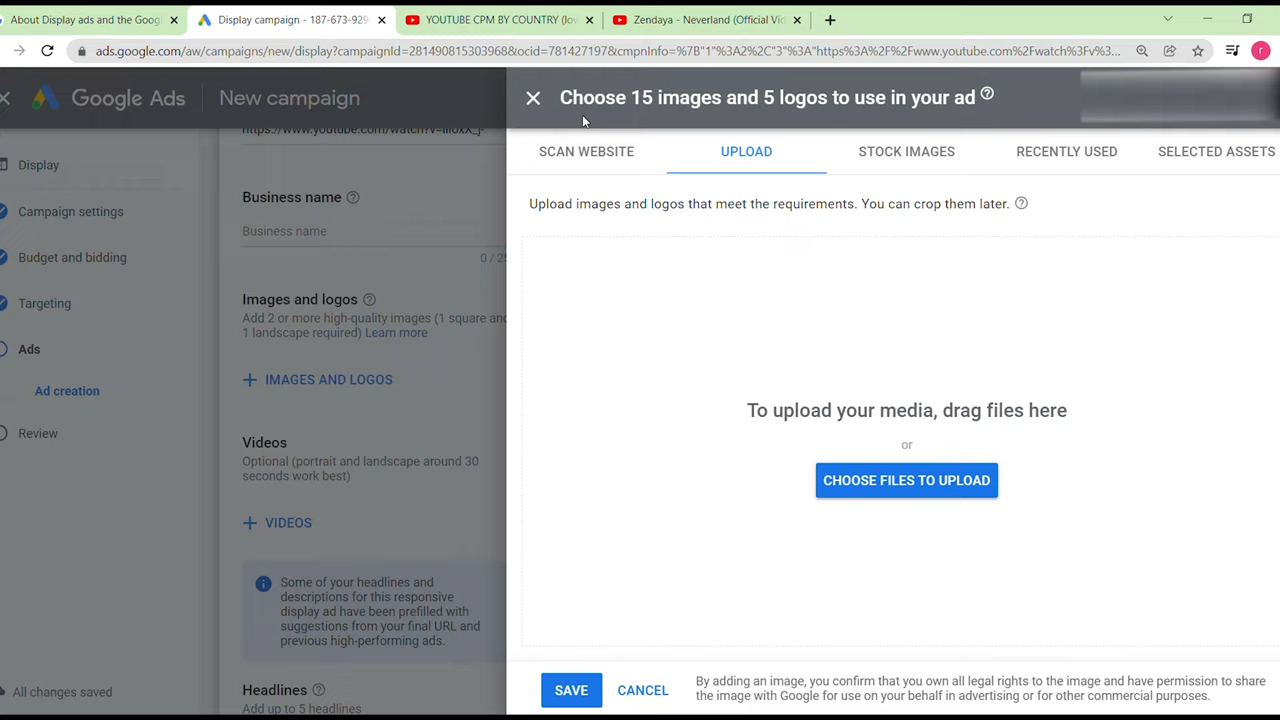 About Display ads and the Googl
Display campaign - 187-673-929
YOUTUBE CPM BY COUNTRY (lo
Zendaya - Neverland (Official Vi
ads.google.com/aw/campaigns/new/display?campaignId=281490815303968&ocid=781427197&cmpnInfo=%7B"1"%3A2%2C"3"%3A"https%3A%2F%2Fwww.youtube.com%2Fwatch%3Fv%3...
r
Google Ads
New campaign
Choose 15 images and 5 logos to use in your ad
SCAN WEBSITE
UPLOAD
STOCK IMAGES
RECENTLY USED
SELECTED ASSETS
Upload images and logos that meet the requirements. You can crop them later.
To upload your media, drag files here
or
CHOOSE FILES TO UPLOAD
SAVE
CANCEL
By adding an image, you confirm that you own all legal rights to the image and have permission to share
the image with Google for use on your behalf in advertising or for other commercial purposes.
Display
Campaign settings
Budget and bidding
Targeting
Ads
Ad creation
Review
All changes saved
Business name
Business name
0 / 25
Images and logos
Add 2 or more high-quality images (1 square and
1 landscape required) Learn more
+ IMAGES AND LOGOS
Videos
Optional (portrait and landscape around 30
seconds work best)
+ VIDEOS
Some of your headlines and
descriptions for this responsive
display ad have been prefilled with
suggestions from your final URL and
previous high-performing ads.
Headlines
Add up to 5 headlines